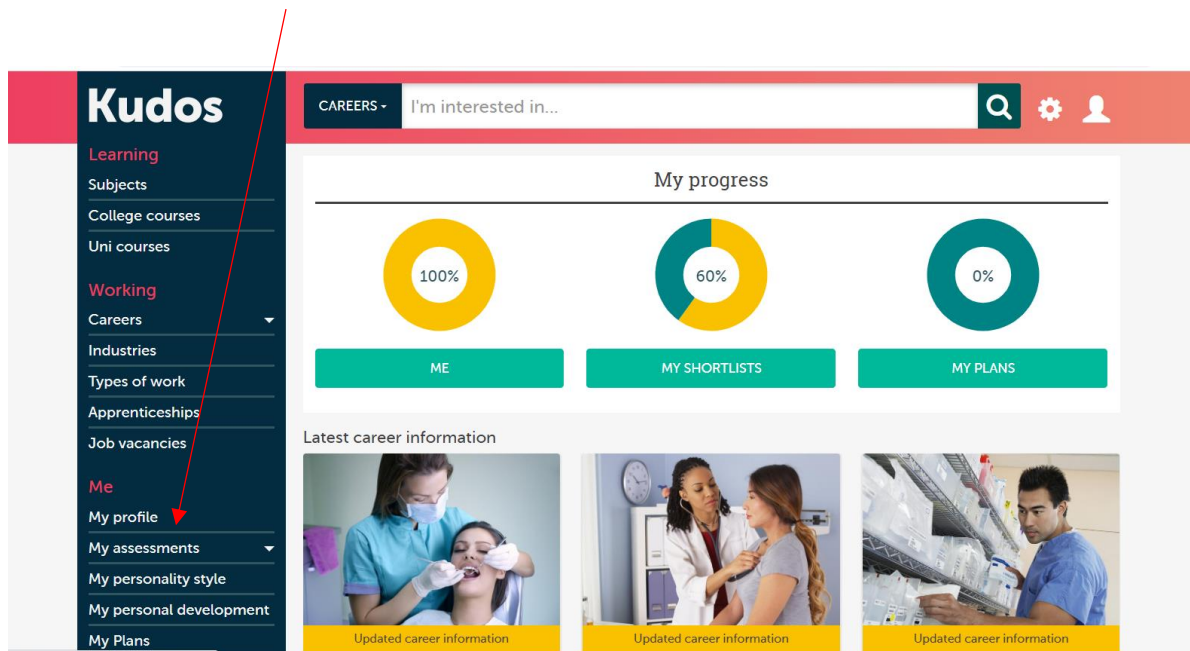 Kudos
Learning
Subjects
College courses
Uni courses
Working
Careers
Industries
Types of work
Apprenticeships
Job vacancies
Me
My profile
My assessments
My personality style
My personal development
My Plans
CAREERS
I'm interested in...
My progress
100%
60%
0%
ME
MY SHORTLISTS
MY PLANS
Latest career information
Updated career information
Updated career information
Updated career information